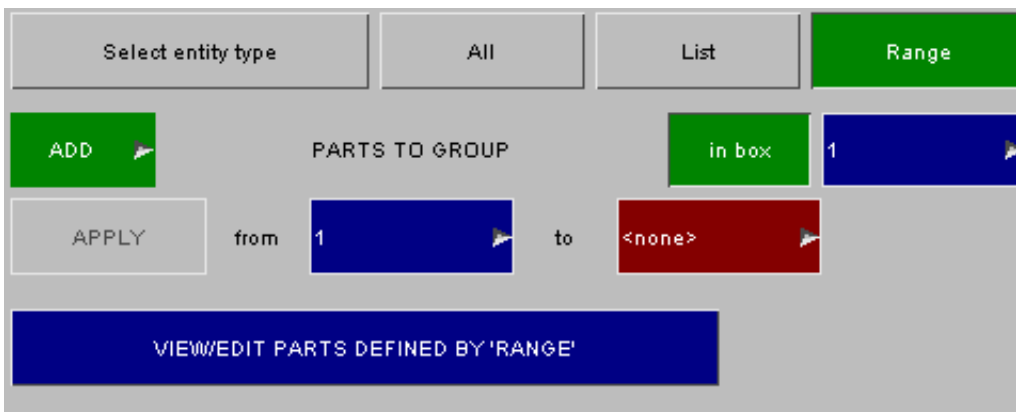 Select entity type All List Range
ADD PARTS TO GROUP in box 1
APPLY from 1 to <none>
VIEW/EDIT PARTS DEFINED BY 'RANGE'